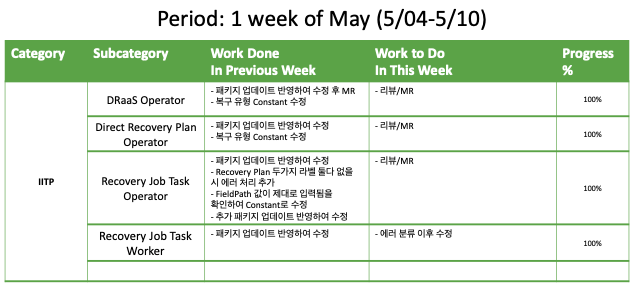 Period: 1 week of May (5/04-5/10)
Category
Subcategory
Work Done
In Previous Week
Work to Do
In This Week
Progress
%
IITP
DRaaS Operator
- 패키지 업데이트 반영하여 수정 후 MR
- 복구 유형 Constant 수정
- 리뷰/MR
100%
Direct Recovery Plan
Operator
- 패키지 업데이트 반영하여 수정
- 복구 유형 Constant 수정
- 리뷰/MR
100%
Recovery Job Task
Operator
- 패키지 업데이트 반영하여 수정
- Recovery Plan 두가지 라벨 둘다 없을
시 에러 처리 추가
- FieldPath 값이 제대로 입력됨을
확인하여 Constant로 수정
- 추가 패키지 업데이트 반영하여 수정
- 리뷰/MR
100%
Recovery Job Task
Worker
- 패키지 업데이트 반영하여 수정
- 에러 분류 이후 수정
100%